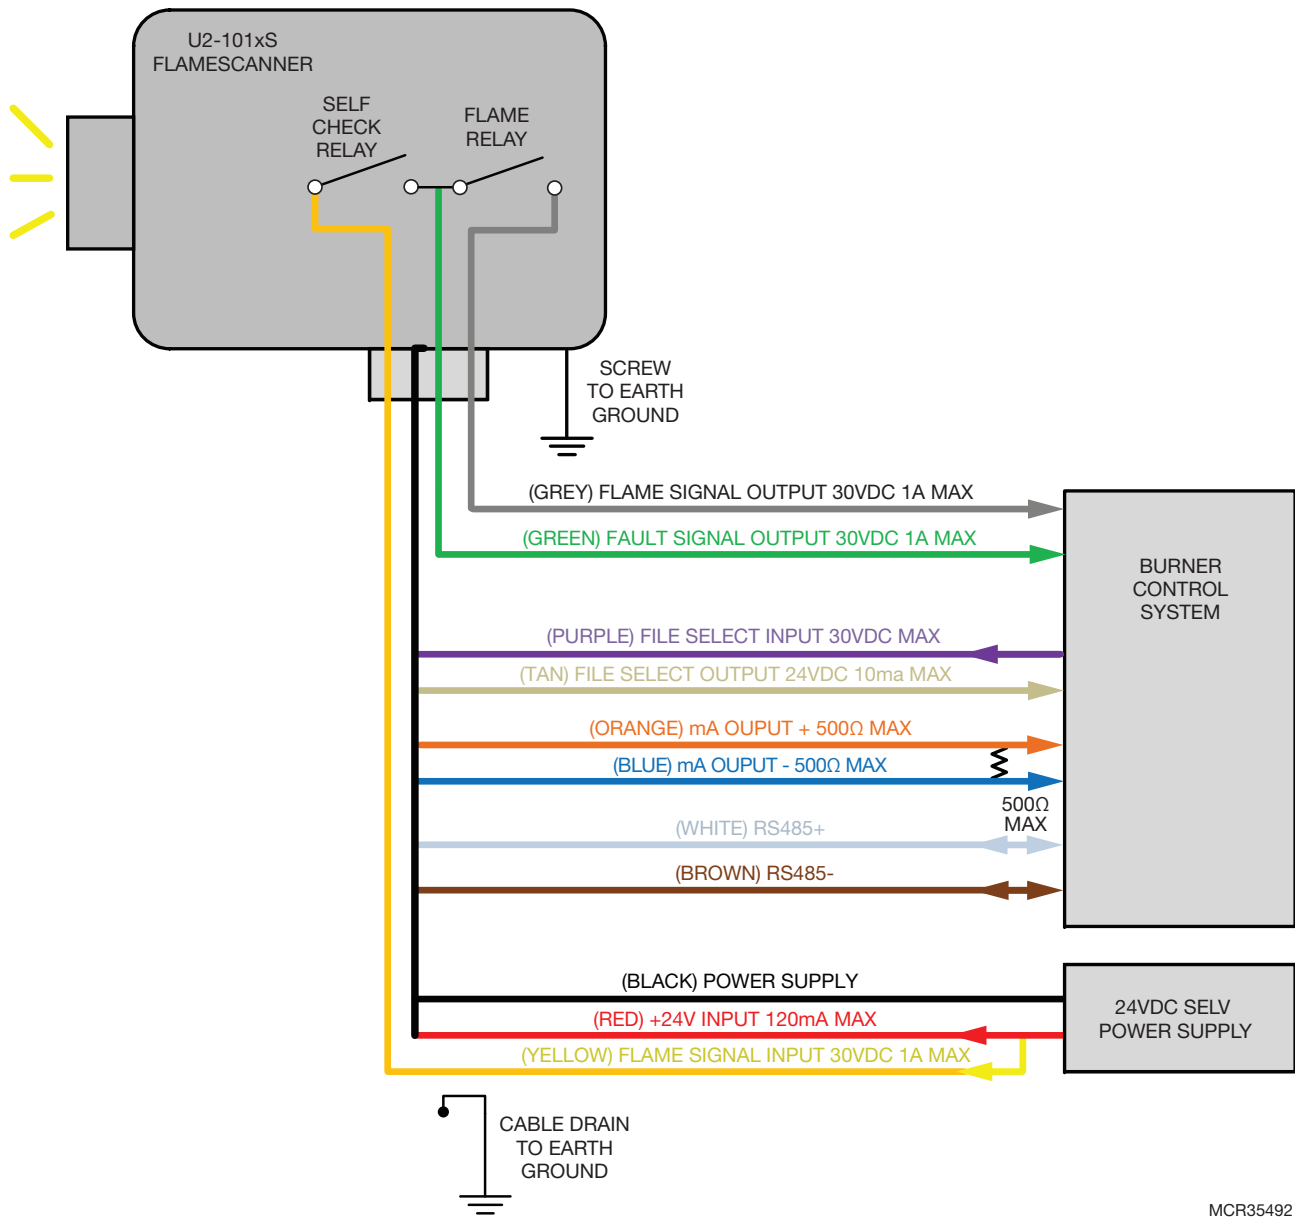 U2-101xS
FLAMESCANNER
SELF
CHECK
RELAY
FLAME
RELAY
SCREW
TO EARTH
GROUND
(GREY) FLAME SIGNAL OUTPUT 30VDC 1A MAX
(GREEN) FAULT SIGNAL OUTPUT 30VDC 1A MAX
BURNER
CONTROL
SYSTEM
(PURPLE) FILE SELECT INPUT 30VDC MAX
(TAN) FILE SELECT OUTPUT 24VDC 10ma MAX
(ORANGE) mA OUPUT + 500Ω MAX
(BLUE) mA OUPUT - 500Ω MAX
500Ω
MAX
(WHITE) RS485+
(BROWN) RS485-
(BLACK) POWER SUPPLY
(RED) +24V INPUT 120mA MAX
(YELLOW) FLAME SIGNAL INPUT 30VDC 1A MAX
24VDC SELV
POWER SUPPLY
CABLE DRAIN
TO EARTH
GROUND
MCR35492